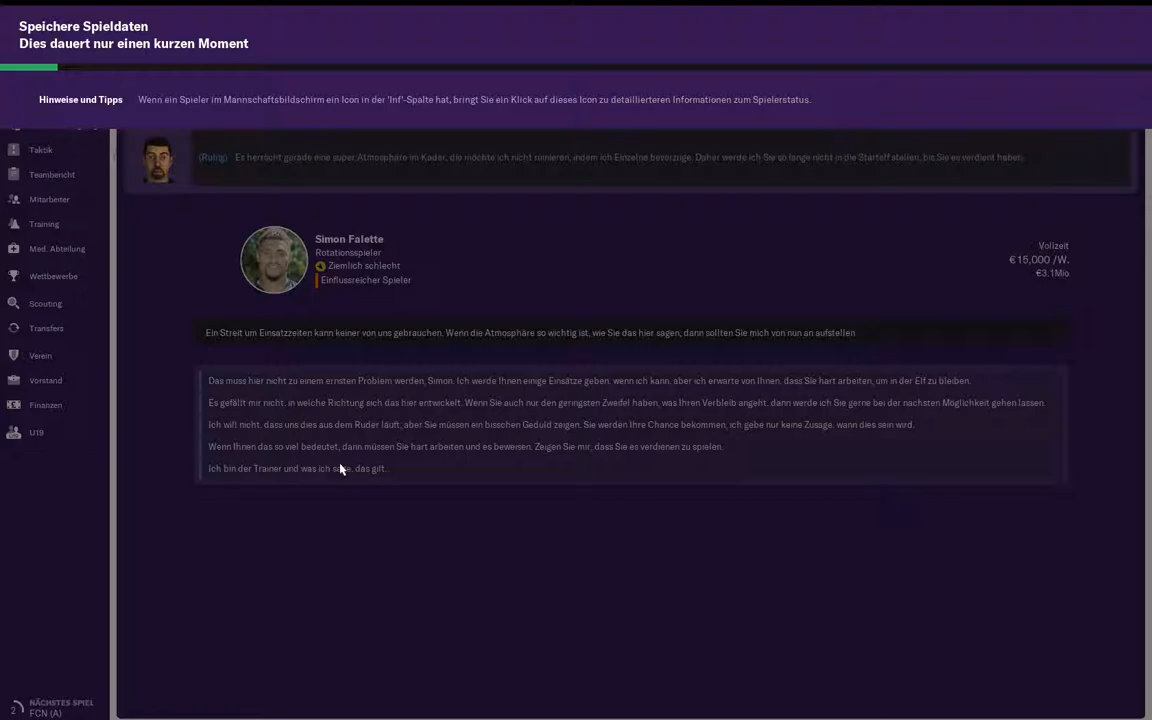 Speichere Spieldaten
Dies dauert nur einen kurzen Moment
Hinweise und Tipps Wenn ein Spieler im Mannschaftsbildschirm ein Icon in der 'Inf'-Spalte hat, bringt Sie ein Klick auf dieses Icon zu detaillierteren Informationen zum Spielerstatus.
Taktik
Teambericht
Mitarbeiter
Training
Med. Abteilung
Wettbewerbe
Scouting
Transfers
Verein
Vorstand
Finanzen
U19
(Ruhig) Es herrscht gerade eine super Atmosphäre im Kader, die möchte ich nicht ruinieren, indem ich Einzelne bevorzuge. Daher werde ich Sie so lange nicht in die Startelf stellen, bis Sie es verdient haben.
Simon Falette
Rotationsspieler
Ziemlich schlecht
Einflussreicher Spieler
Vollzeit
€15,000 /W.
€3.1Mio
Ein Streit um Einsatzzeiten kann keiner von uns gebrauchen. Wenn die Atmosphäre so wichtig ist, wie Sie das hier sagen, dann sollten Sie mich von nun an aufstellen
Das muss hier nicht zu einem ernsten Problem werden, Simon. Ich werde Ihnen einige Einsätze geben, wenn ich kann, aber ich erwarte von Ihnen, dass Sie hart arbeiten, um in der Elf zu bleiben.
Es gefällt mir nicht, in welche Richtung sich das hier entwickelt. Wenn Sie auch nur den geringsten Zweifel haben, was Ihren Verbleib angeht, dann werde ich Sie gerne bei der nächsten Möglichkeit gehen lassen.
Ich will nicht, dass uns dies aus dem Ruder läuft, aber Sie müssen ein bisschen Geduld zeigen. Sie werden Ihre Chance bekommen, ich gebe nur keine Zusage, wann dies sein wird.
Wenn Ihnen das so viel bedeutet, dann müssen Sie hart arbeiten und es beweisen. Zeigen Sie mir, dass Sie es verdienen zu spielen.
Ich bin der Trainer und was ich sage, das gilt.
2 NÄCHSTES SPIEL
FCN (A)